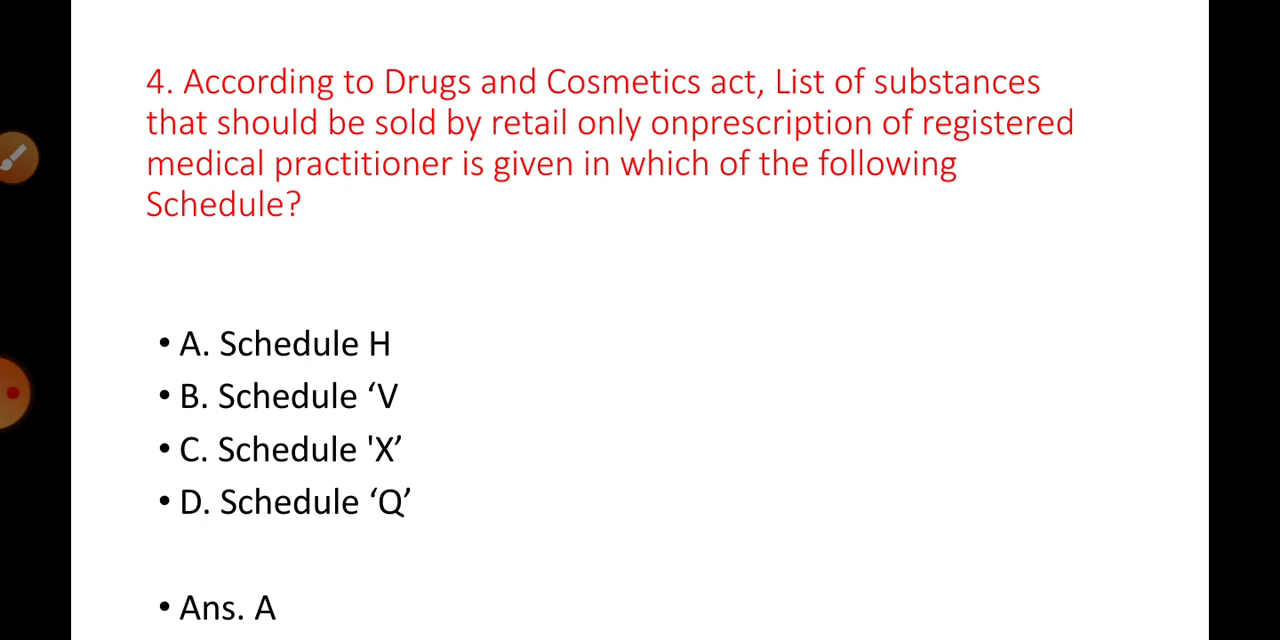 4. According to Drugs and Cosmetics act, List of substances
that should be sold by retail only onprescription of registered
medical practitioner is given in which of the following
Schedule?
• A. Schedule H
• B. Schedule ‘V
• C. Schedule 'X’
• D. Schedule ‘Q’
• Ans. A